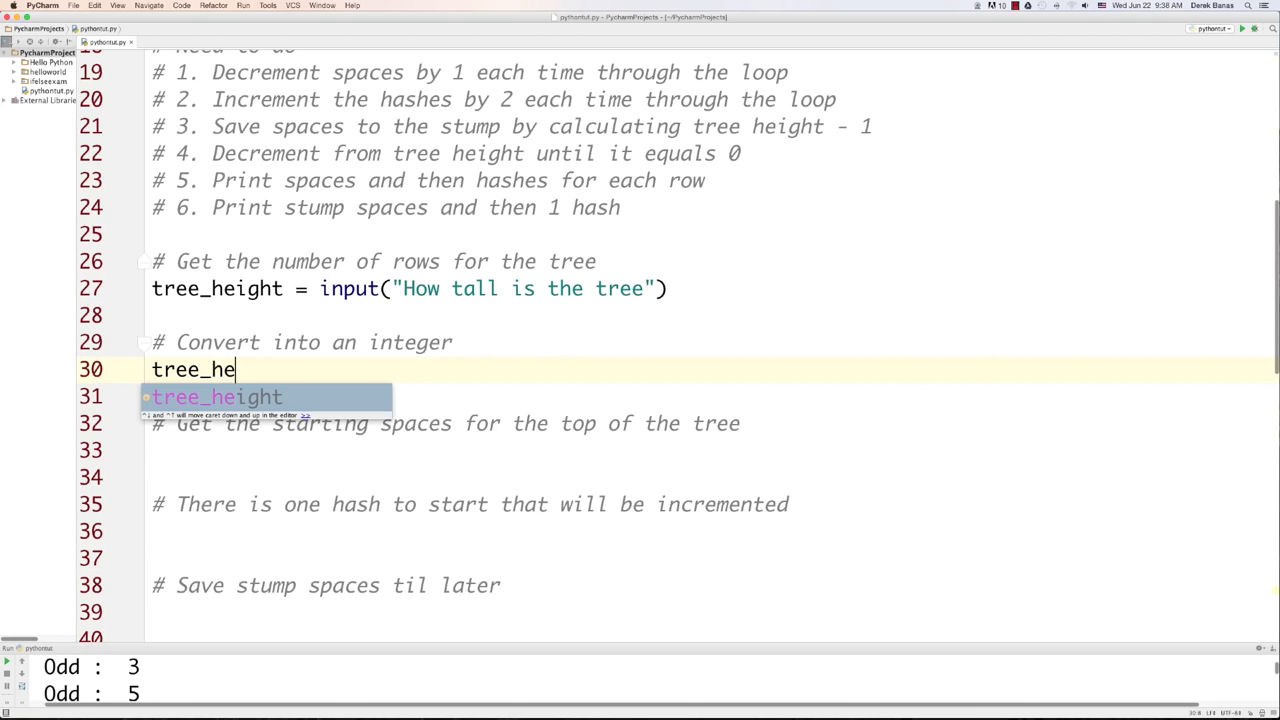 PyCharm File Edit View Navigate Code Refactor Run Tools VCS Window Help
10 Wed Jun 22 9:38 AM Derek Banas
pythontut.py - PycharmProjects - [~/PycharmProjects]
PycharmProjects pythontut.py
pythontut
pythontut.py ×
PycharmProject
Hello Python
helloworld
ifelseexam
pythontut.py
External Librarie
18 # Need to do
19 # 1. Decrement spaces by 1 each time through the loop
20 # 2. Increment the hashes by 2 each time through the loop
21 # 3. Save spaces to the stump by calculating tree height - 1
22 # 4. Decrement from tree height until it equals 0
23 # 5. Print spaces and then hashes for each row
24 # 6. Print stump spaces and then 1 hash
25
26 # Get the number of rows for the tree
27 tree_height = input("How tall is the tree")
28
29 # Convert into an integer
30 tree_he
31 tree_height
^↓ and ^↑ will move caret down and up in the editor >>
32 # Get the starting spaces for the top of the tree
33
34
35 # There is one hash to start that will be incremented
36
37
38 # Save stump spaces til later
39
40
Run pythontut
Odd : 3
Odd : 5
30:8 LF÷ UTF-8÷